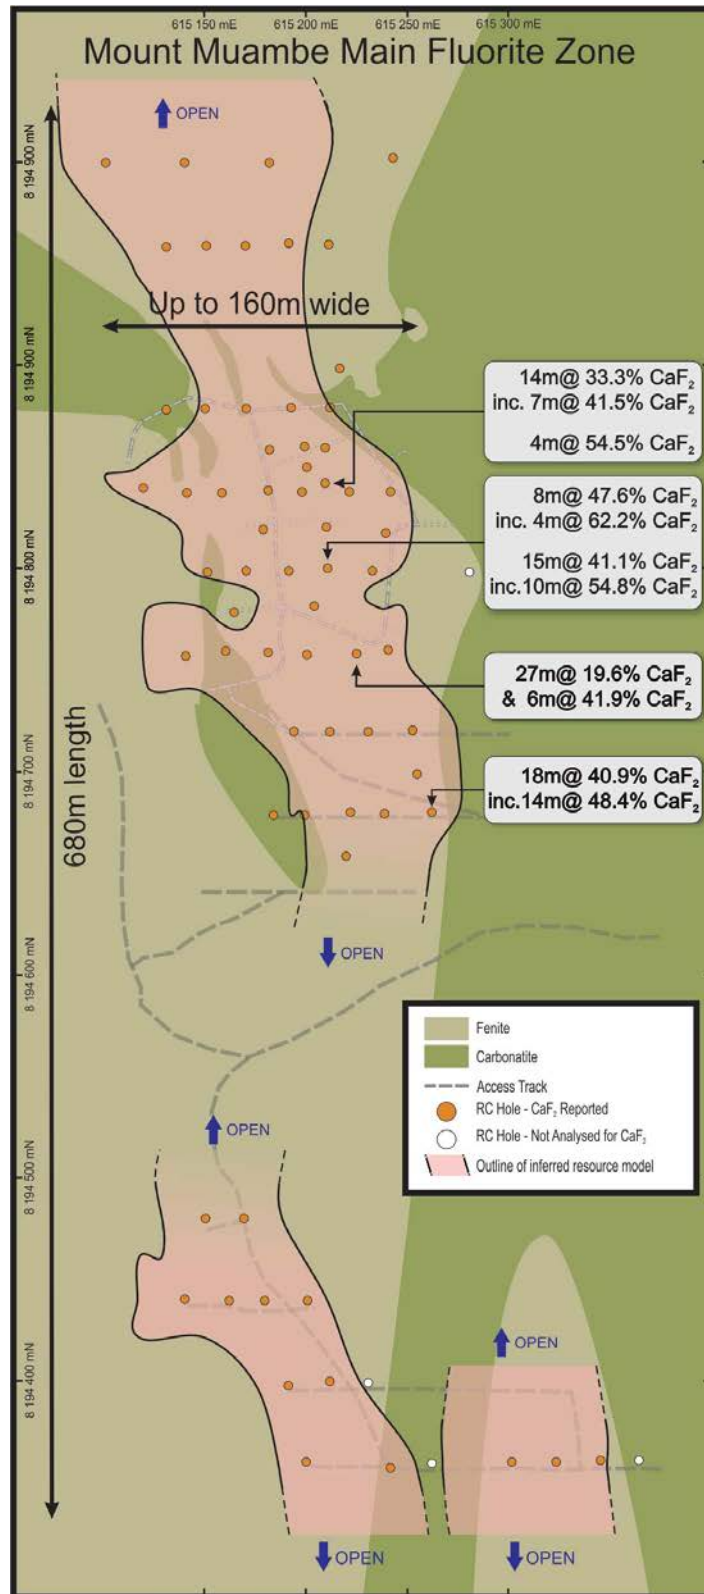 615 150 mE
615 200 mE
615 250 mE
615 300 mE
Mount Muambe Main Fluorite Zone
OPEN
8 194 900 mN
Up to 160m wide
8 194 900 mN
14m@ 33.3% CaF₂
inc. 7m@ 41.5% CaF₂
4m@ 54.5% CaF₂
8m@ 47.6% CaF₂
inc. 4m@ 62.2% CaF₂
15m@ 41.1% CaF₂
inc.10m@ 54.8% CaF₂
8 194 800 mN
27m@ 19.6% CaF₂
& 6m@ 41.9% CaF₂
680m length
8 194 700 mN
18m@ 40.9% CaF₂
inc.14m@ 48.4% CaF₂
OPEN
8 194 600 mN
Fenite
Carbonatite
Access Track
RC Hole - CaF₂ Reported
RC Hole - Not Analysed for CaF₂
Outline of inferred resource model
OPEN
8 194 500 mN
OPEN
8 194 400 mN
OPEN
OPEN